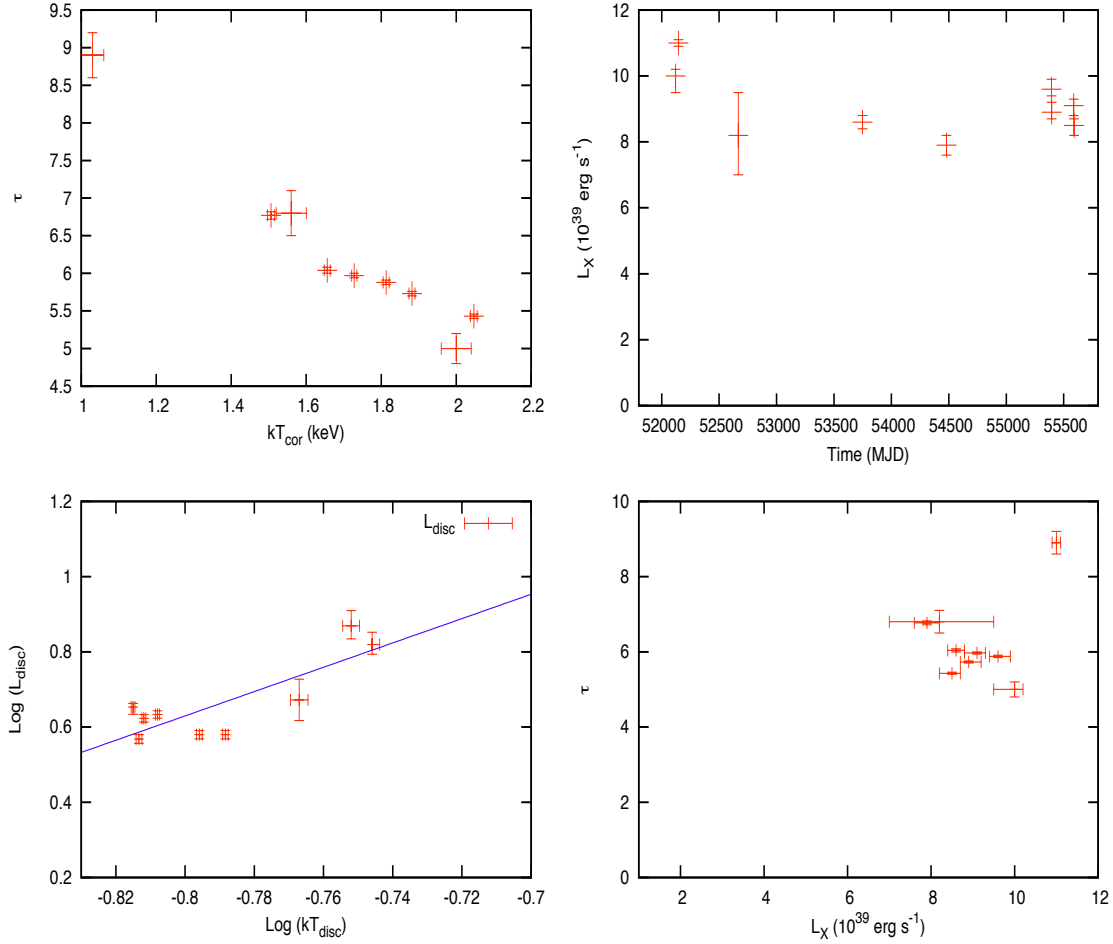 9.5
9
8.5
8
7.5
7
6.5
6
5.5
5
4.5
τ
1 1.2 1.4 1.6 1.8 2 2.2
kT_cor (keV)
12
10
8
6
4
2
0
L_X (10^39 erg s^-1)
52000 52500 53000 53500 54000 54500 55000 55500
Time (MJD)
1.2
1
0.8
0.6
0.4
0.2
Log (L_disc)
L_disc
-0.82 -0.8 -0.78 -0.76 -0.74 -0.72 -0.7
Log (kT_disc)
10
8
6
4
2
0
τ
2 4 6 8 10 12
L_X (10^39 erg s^-1)